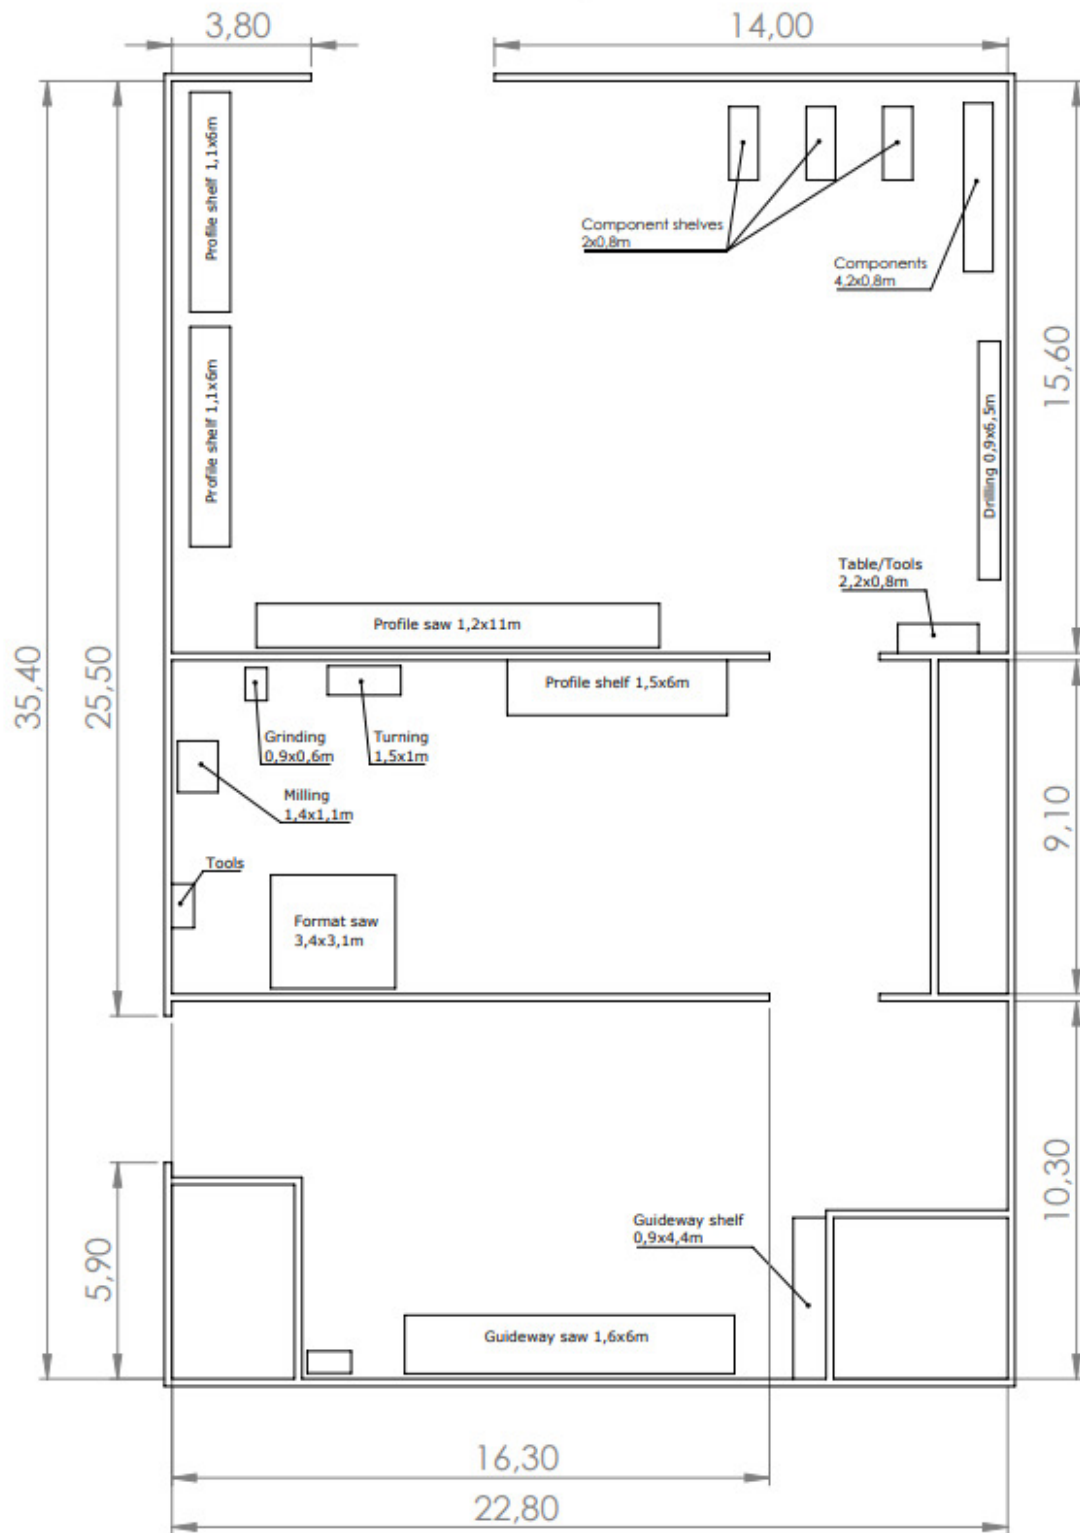 3,80
14,00
Profile shelf 1,1x6m
Component shelves
2x0,8m
Components
4,2x0,8m
15,60
Profile shelf 1,1x6m
Drilling 0,9x6,5m
Table/Tools
2,2x0,8m
Profile saw 1,2x11m
35,40
25,50
Profile shelf 1,5x6m
Grinding
0,9x0,6m
Turning
1,5x1m
Milling
1,4x1,1m
9,10
Tools
Format saw
3,4x3,1m
10,30
Guideway shelf
0,9x4,4m
5,90
Guideway saw 1,6x6m
16,30
22,80